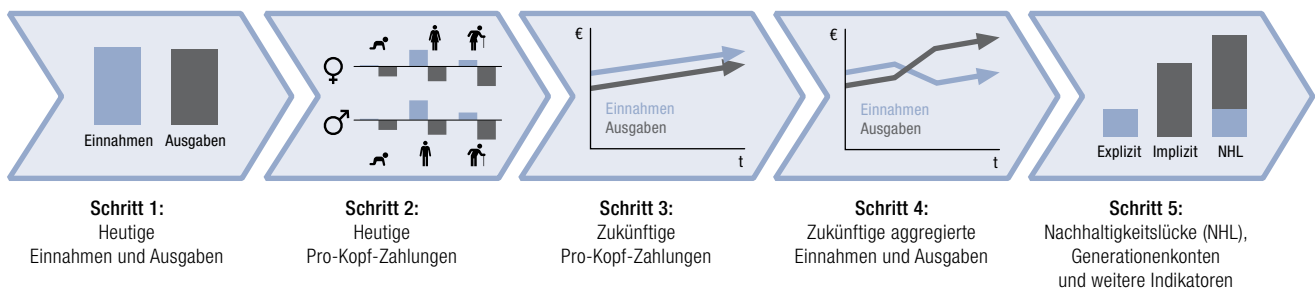 Einnahmen Ausgaben
€
Einnahmen
Ausgaben
t
€
Einnahmen
Ausgaben
t
Explizit Implizit NHL
Schritt 1:
Heutige
Einnahmen und Ausgaben
Schritt 2:
Heutige
Pro-Kopf-Zahlungen
Schritt 3:
Zukünftige
Pro-Kopf-Zahlungen
Schritt 4:
Zukünftige aggregierte
Einnahmen und Ausgaben
Schritt 5:
Nachhaltigkeitslücke (NHL),
Generationenkonten
und weitere Indikatoren